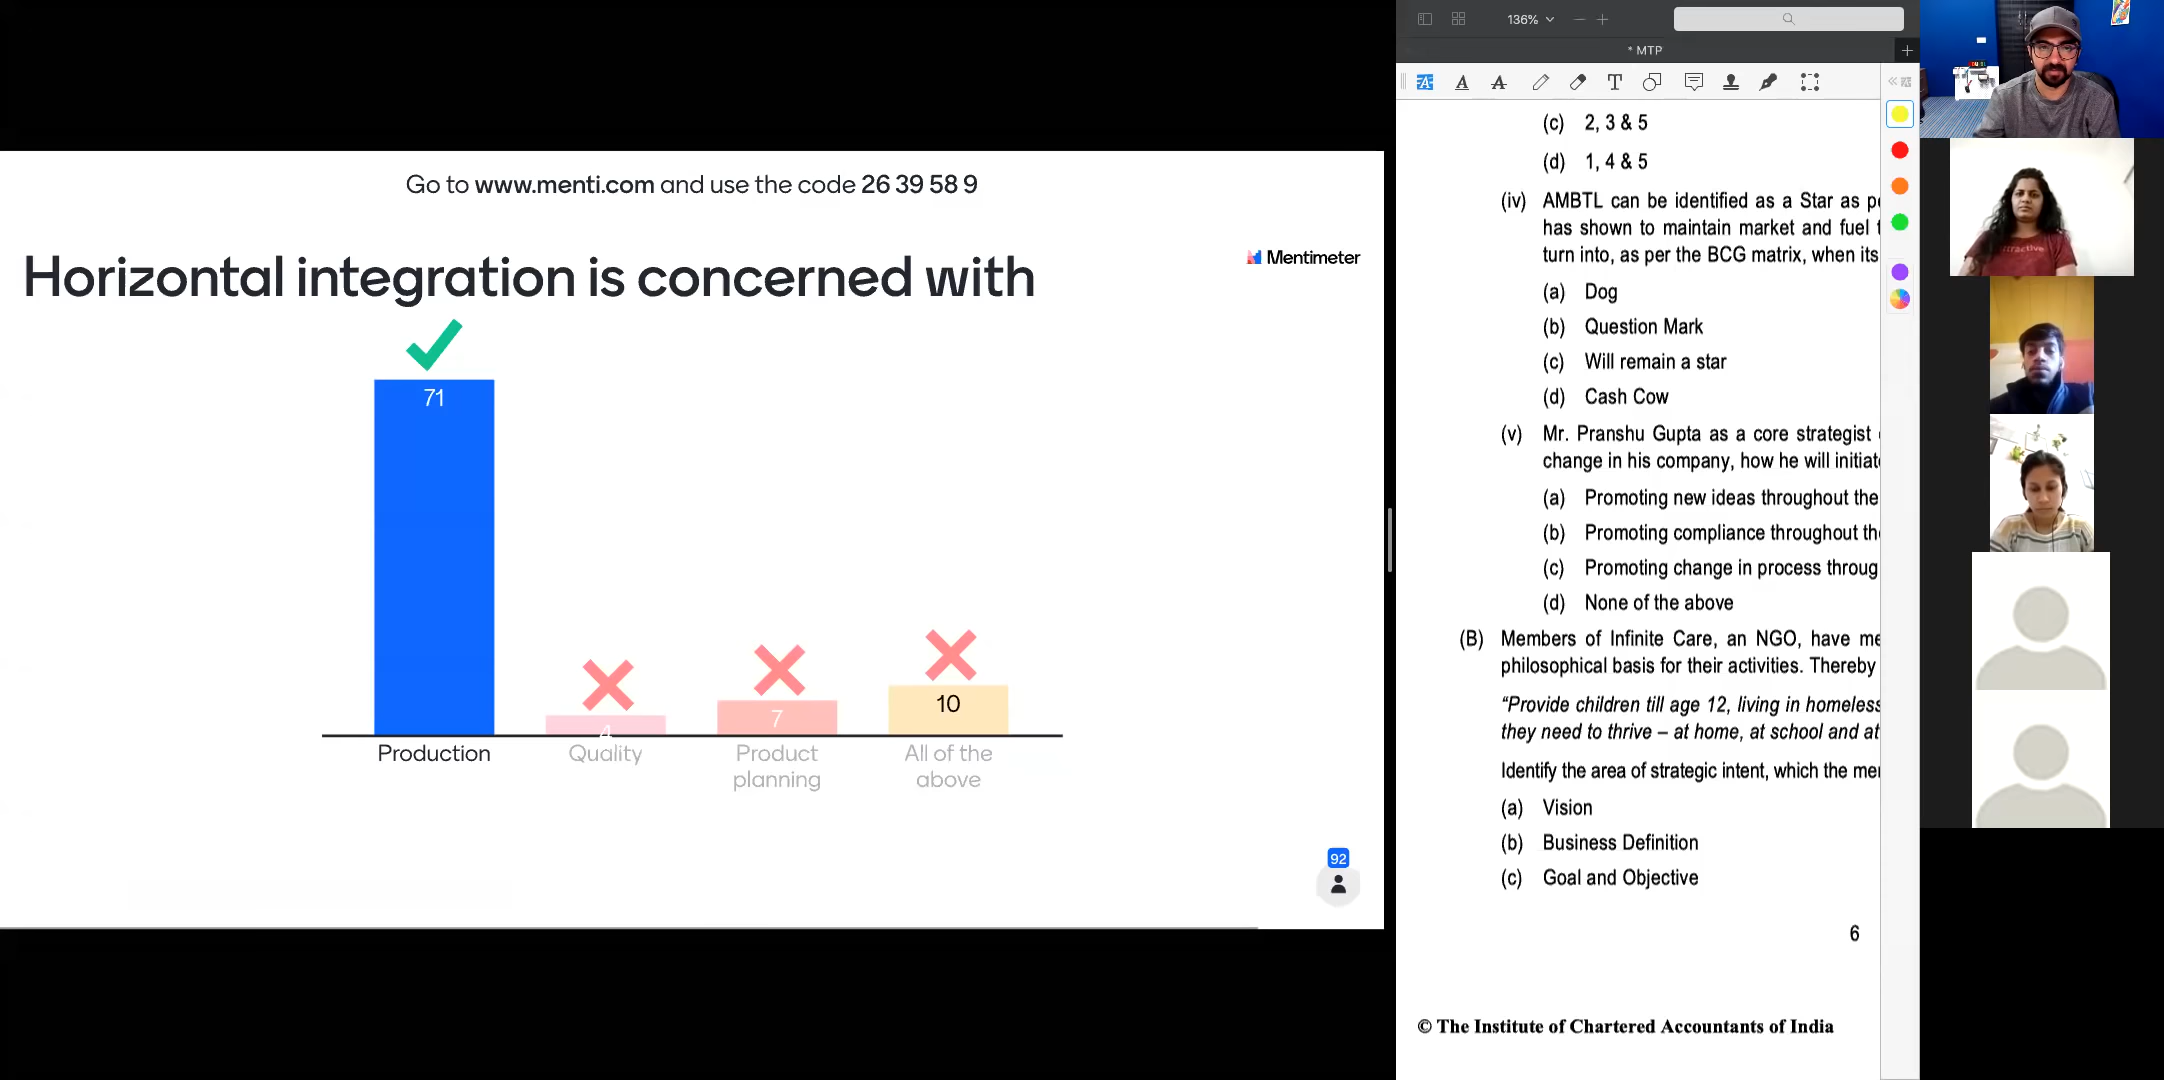 Go to www.menti.com and use the code 26 39 58 9
Horizontal integration is concerned with
Mentimeter
71
4
7
10
Production
Quality
Product
planning
All of the
above
92
136%
* MTP
(c) 2, 3 & 5
(d) 1, 4 & 5
(iv) AMBTL can be identified as a Star as
has shown to maintain market and fuel
turn into, as per the BCG matrix, when its
(a) Dog
(b) Question Mark
(c) Will remain a star
(d) Cash Cow
(v) Mr. Pranshu Gupta as a core strategist
change in his company, how he will
(a) Promoting new ideas throughout the
(b) Promoting compliance throughout
(c) Promoting change in process
(d) None of the above
(B) Members of Infinite Care, an NGO, have
philosophical basis for their activities. Thereby
“Provide children till age 12, living in
they need to thrive – at home, at school and at
Identify the area of strategic intent, which the
(a) Vision
(b) Business Definition
(c) Goal and Objective
6
© The Institute of Chartered Accountants of India